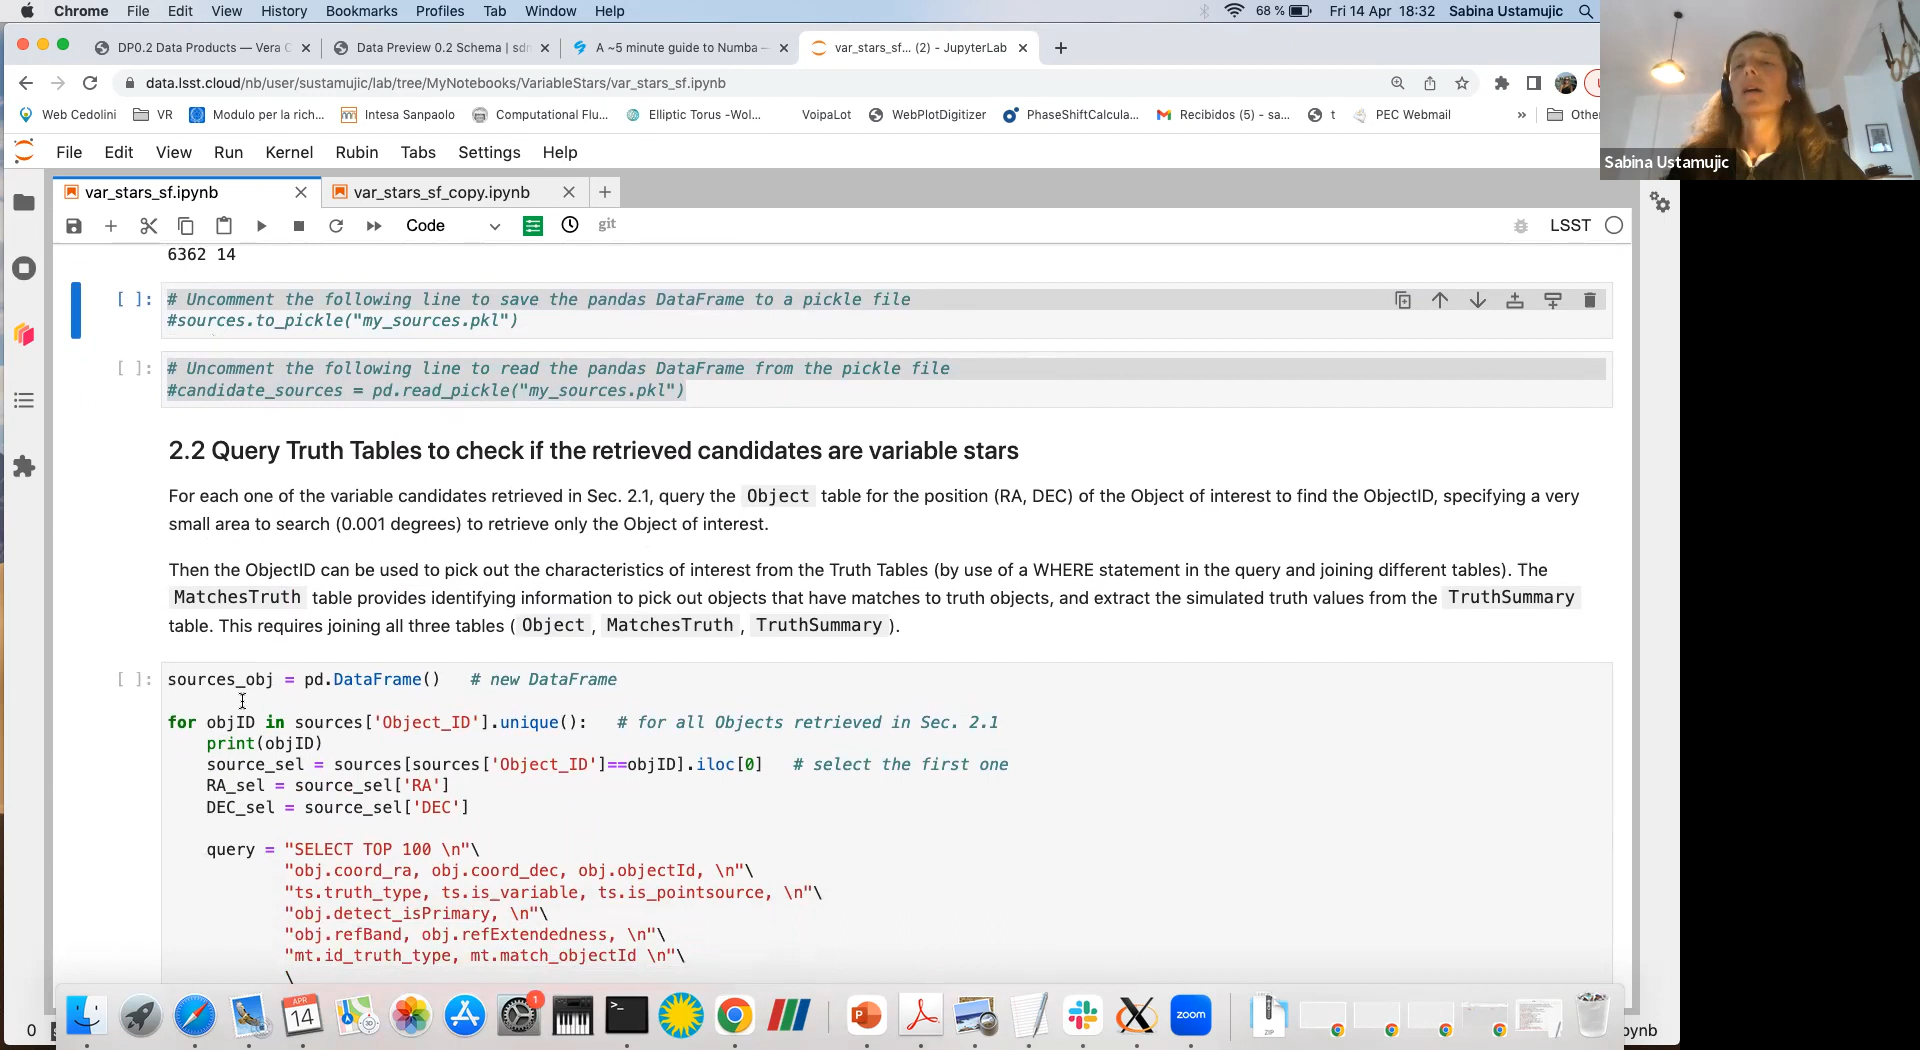 Chrome File Edit View History Bookmarks Profiles Tab Window Help 68 % Fri 14 Apr 18:32 Sabina Ustamujic
DP0.2 Data Products — Vera C
Data Preview 0.2 Schema | sdm
A ~5 minute guide to Numba —
var_stars_sf... (2) - JupyterLab
data.lsst.cloud/nb/user/sustamujic/lab/tree/MyNotebooks/VariableStars/var_stars_sf.ipynb
Web Cedolini VR Modulo per la rich... Intesa Sanpaolo Computational Flu... Elliptic Torus -Wol... VoipaLot WebPlotDigitizer PhaseShiftCalcula... Recibidos (5) - sa... t PEC Webmail » Othe
Sabina Ustamujic
File Edit View Run Kernel Rubin Tabs Settings Help
var_stars_sf.ipynb var_stars_sf_copy.ipynb
Code git LSST
6362 14
[ ]: # Uncomment the following line to save the pandas DataFrame to a pickle file
#sources.to_pickle("my_sources.pkl")
[ ]: # Uncomment the following line to read the pandas DataFrame from the pickle file
#candidate_sources = pd.read_pickle("my_sources.pkl")
2.2 Query Truth Tables to check if the retrieved candidates are variable stars
For each one of the variable candidates retrieved in Sec. 2.1, query the Object table for the position (RA, DEC) of the Object of interest to find the ObjectID, specifying a very
small area to search (0.001 degrees) to retrieve only the Object of interest.
Then the ObjectID can be used to pick out the characteristics of interest from the Truth Tables (by use of a WHERE statement in the query and joining different tables). The
MatchesTruth table provides identifying information to pick out objects that have matches to truth objects, and extract the simulated truth values from the TruthSummary
table. This requires joining all three tables ( Object , MatchesTruth , TruthSummary ).
[ ]: sources_obj = pd.DataFrame() # new DataFrame
for objID in sources['Object_ID'].unique(): # for all Objects retrieved in Sec. 2.1
print(objID)
source_sel = sources[sources['Object_ID']==objID].iloc[0] # select the first one
RA_sel = source_sel['RA']
DEC_sel = source_sel['DEC']
query = "SELECT TOP 100 \n"\
"obj.coord_ra, obj.coord_dec, obj.objectId, \n"\
"ts.truth_type, ts.is_variable, ts.is_pointsource, \n"\
"obj.detect_isPrimary, \n"\
"obj.refBand, obj.refExtendedness, \n"\
"mt.id_truth_type, mt.match_objectId \n"\
\
APR
14
1
zoom
ZIP
0
pynb